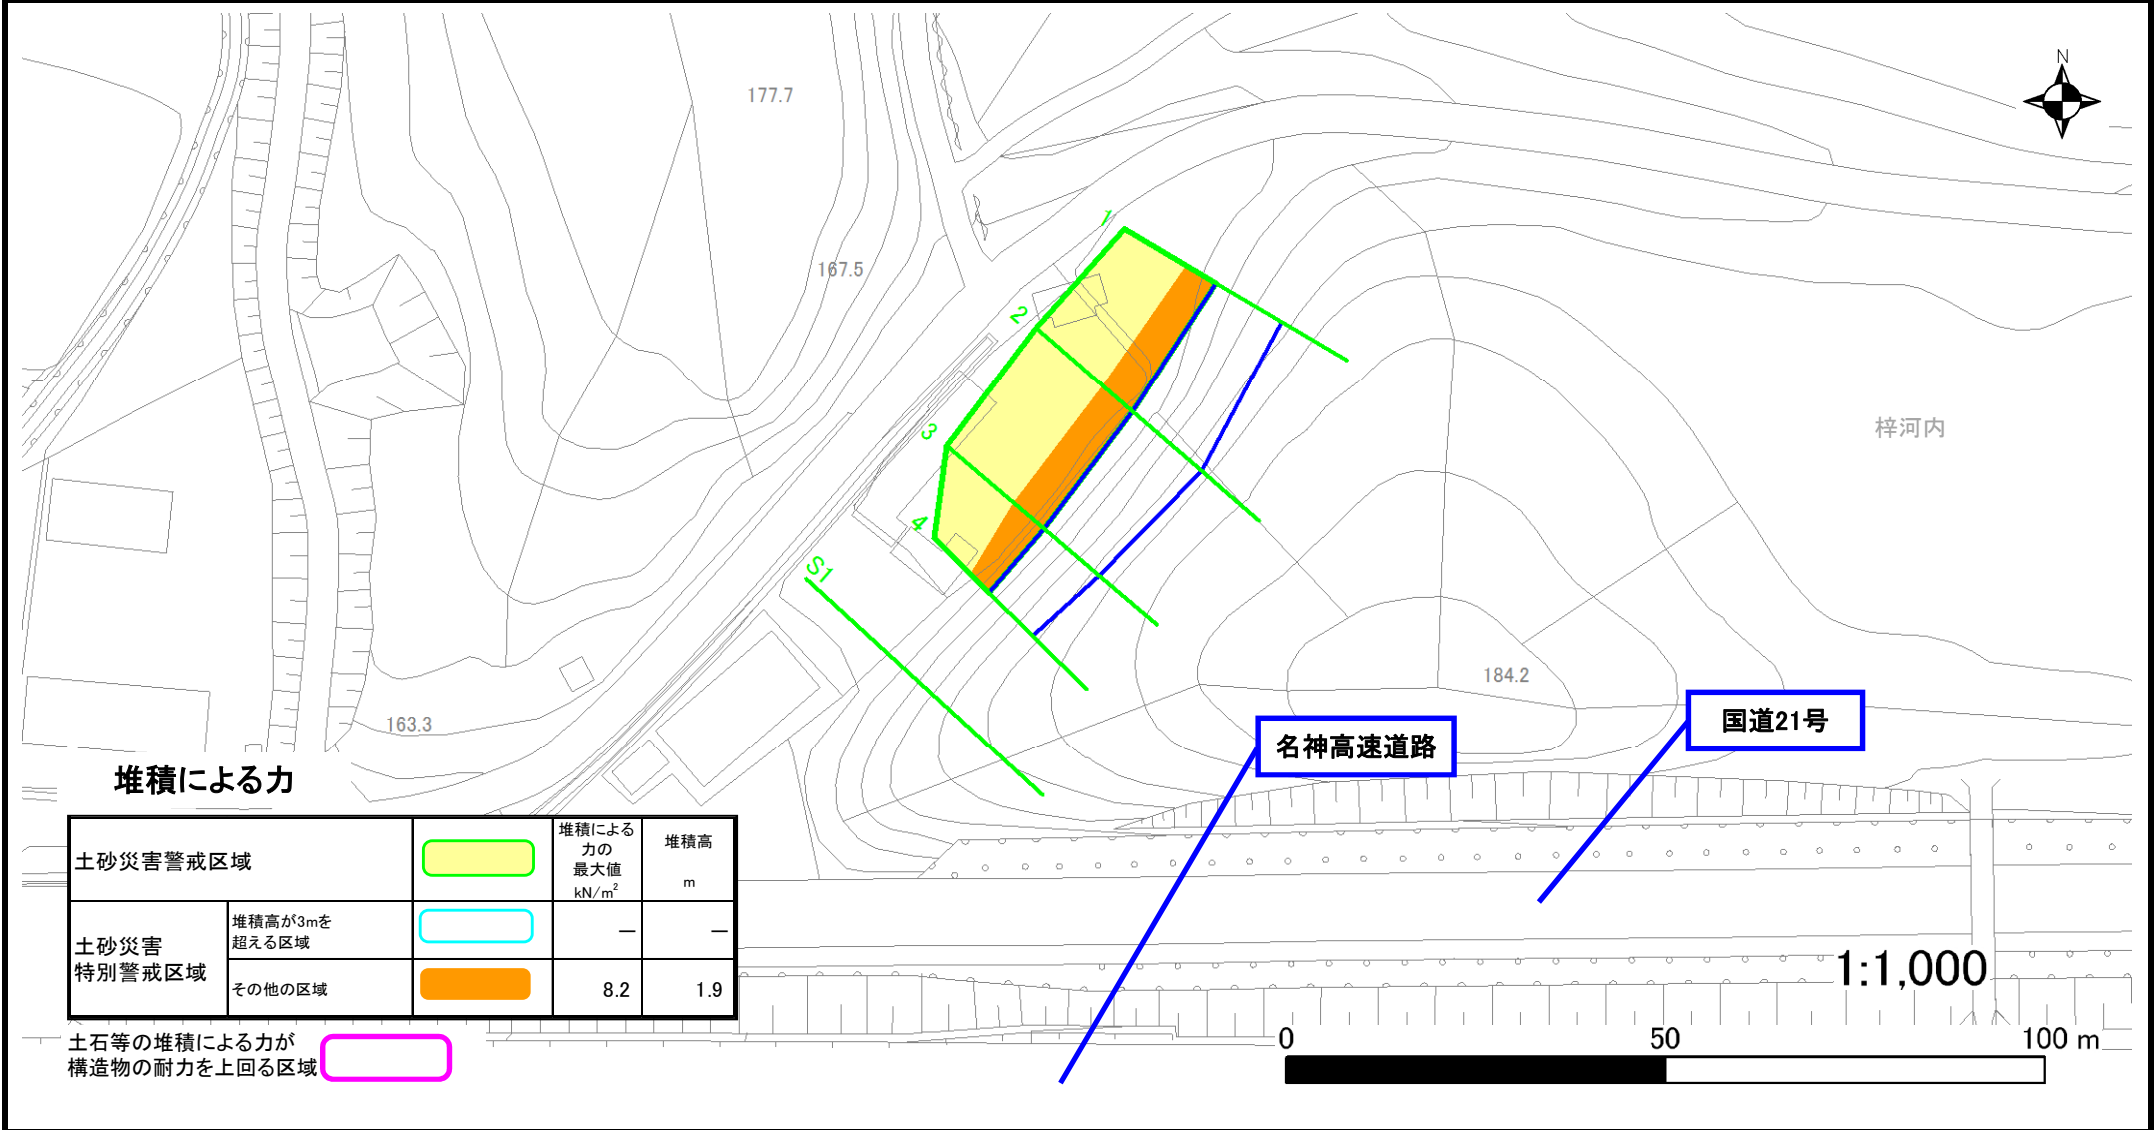 N
177.7
167.5
1
2
3
4
S1
梓河内
184.2
163.3
名神高速道路
国道21号
堆積による力
土砂災害警戒区域
堆積による
力の
最大値
kN/m²
堆積高
m
土砂災害
特別警戒区域
堆積高が3mを
超える区域
—
—
その他の区域
8.2
1.9
土石等の堆積による力が
構造物の耐力を上回る区域
1:1,000
0
50
100 m